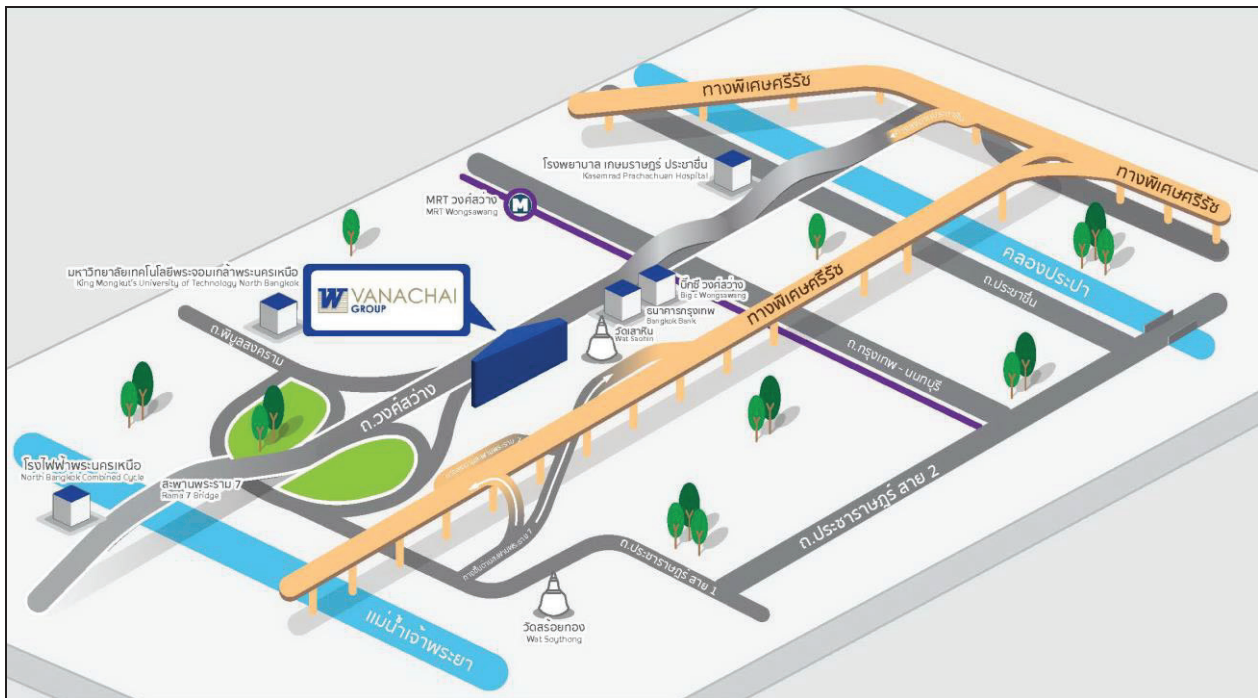 ทางพิเศษศรีรัช
โรงพยาบาล เกษมราษฎร์ ประชาชื่น
Kasemrad Prachachuen Hospital
ทางพิเศษศรีรัช
MRT วงศ์สว่าง
MRT Wongsawang
M
มหาวิทยาลัยเทคโนโลยีพระจอมเกล้าพระนครเหนือ
King Mongkut's University of Technology North Bangkok
W VANACHAI
GROUP
คลองประปา
บิ๊กซี วงศ์สว่าง
Big'c Wongsawang
ธนาคารกรุงเทพ
Bangkok Bank
วัดเสาหิน
Wat Saohin
ทางพิเศษศรีรัช
ถ.ประชาชื่น
ถ.พิบูลสงคราม
ถ.กรุงเทพ - นนทบุรี
ถ.วงศ์สว่าง
โรงไฟฟ้าพระนครเหนือ
North Bangkok Combined Cycle
สะพานพระราม 7
Rama 7 Bridge
ถ.ประชาราษฎร์ สาย 2
ถ.ประชาราษฎร์ สาย 1
แม่น้ำเจ้าพระยา
วัดสร้อยทอง
Wat Soythong